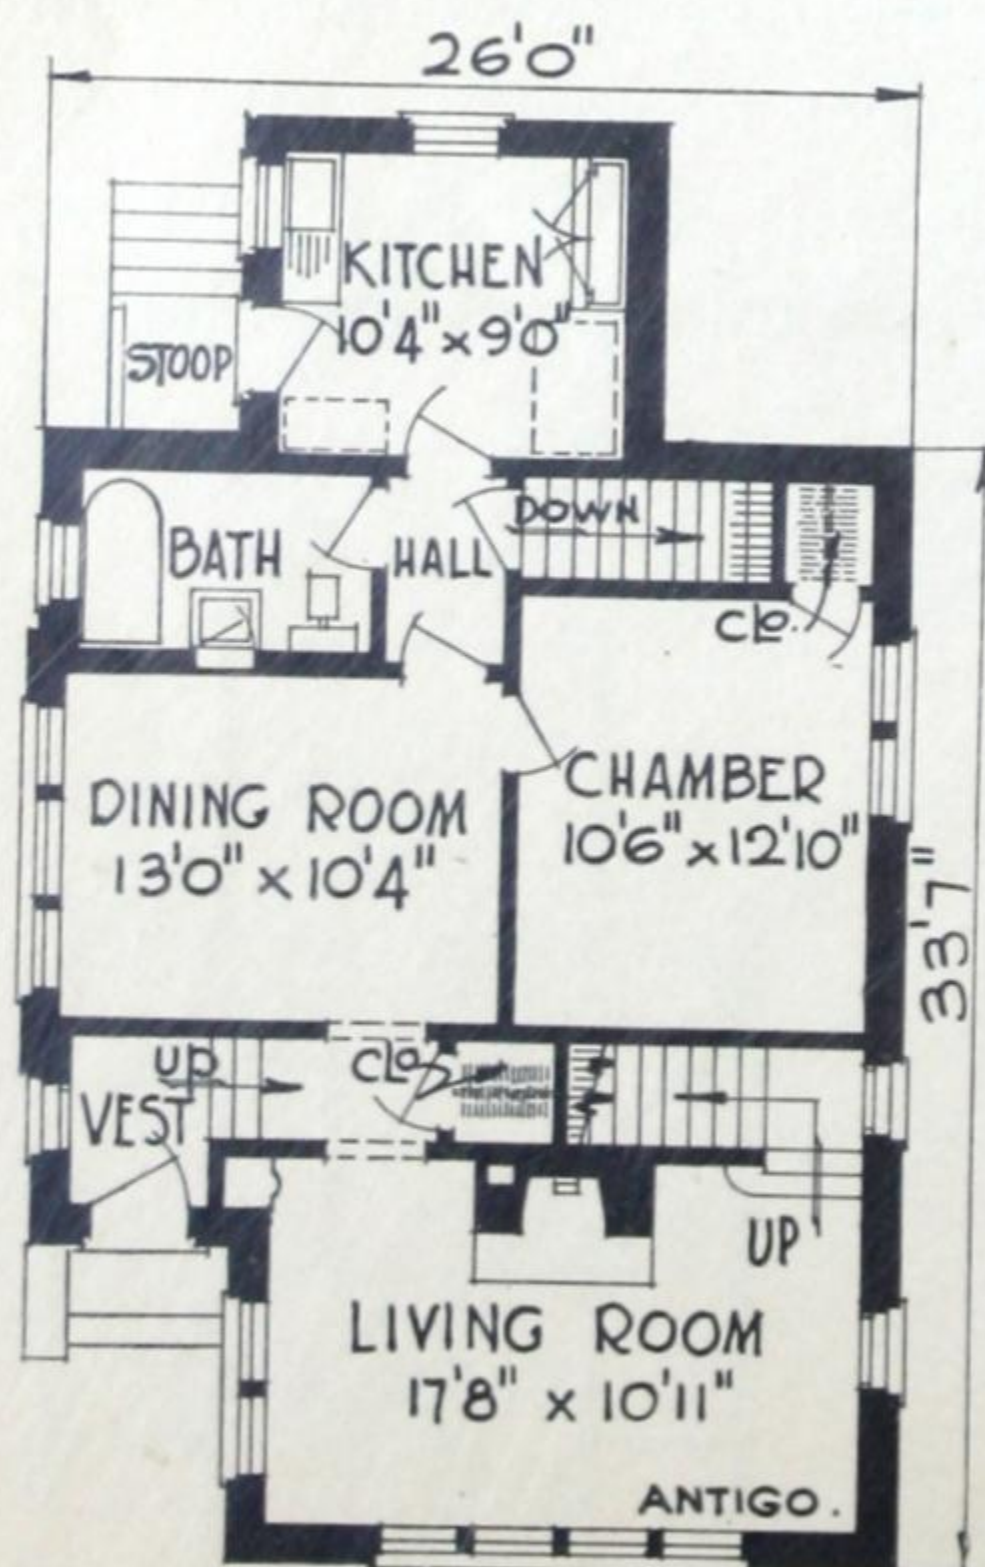 26'0"
KITCHEN
10'4" x 9'0"
STOOP
DOWN
BATH
HALL
CLO.
CHAMBER
10'6" x 12'10"
DINING ROOM
13'0" x 10'4"
33'7"
UP
CLO
VEST
UP
LIVING ROOM
17'8" x 10'11"
ANTIGO.